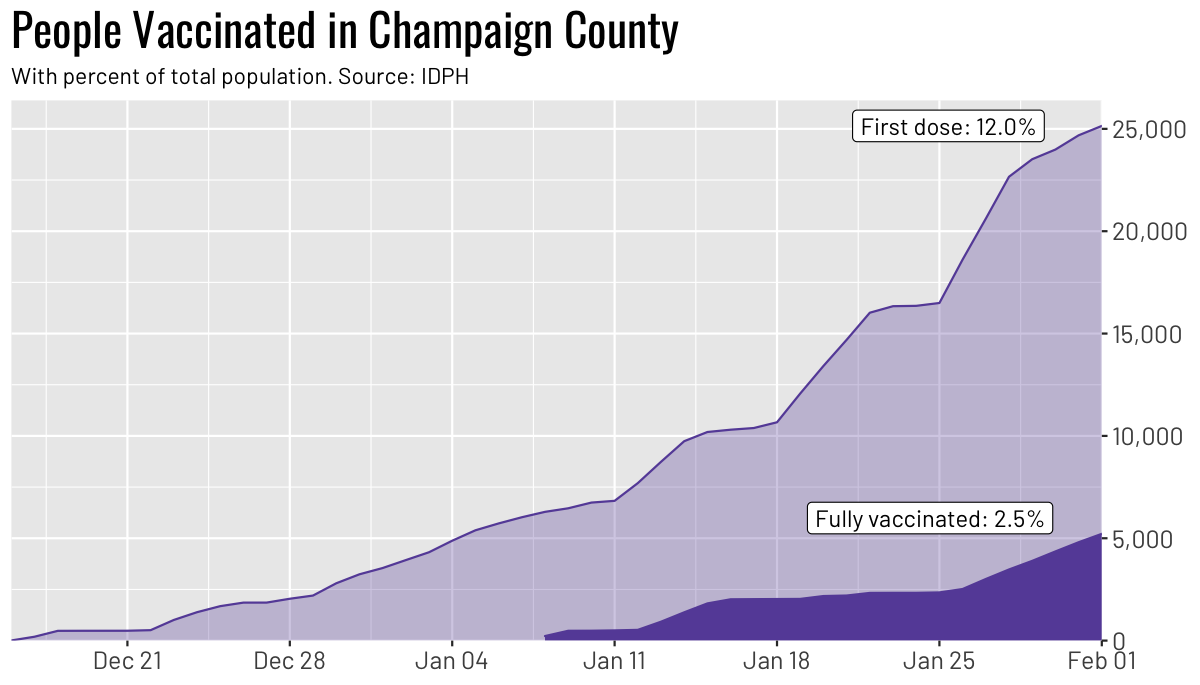 People Vaccinated in Champaign County
With percent of total population. Source: IDPH
First dose: 12.0%
25,000
20,000
15,000
10,000
Fully vaccinated: 2.5%
5,000
0
Dec 21 Dec 28 Jan 04 Jan 11 Jan 18 Jan 25 Feb 01